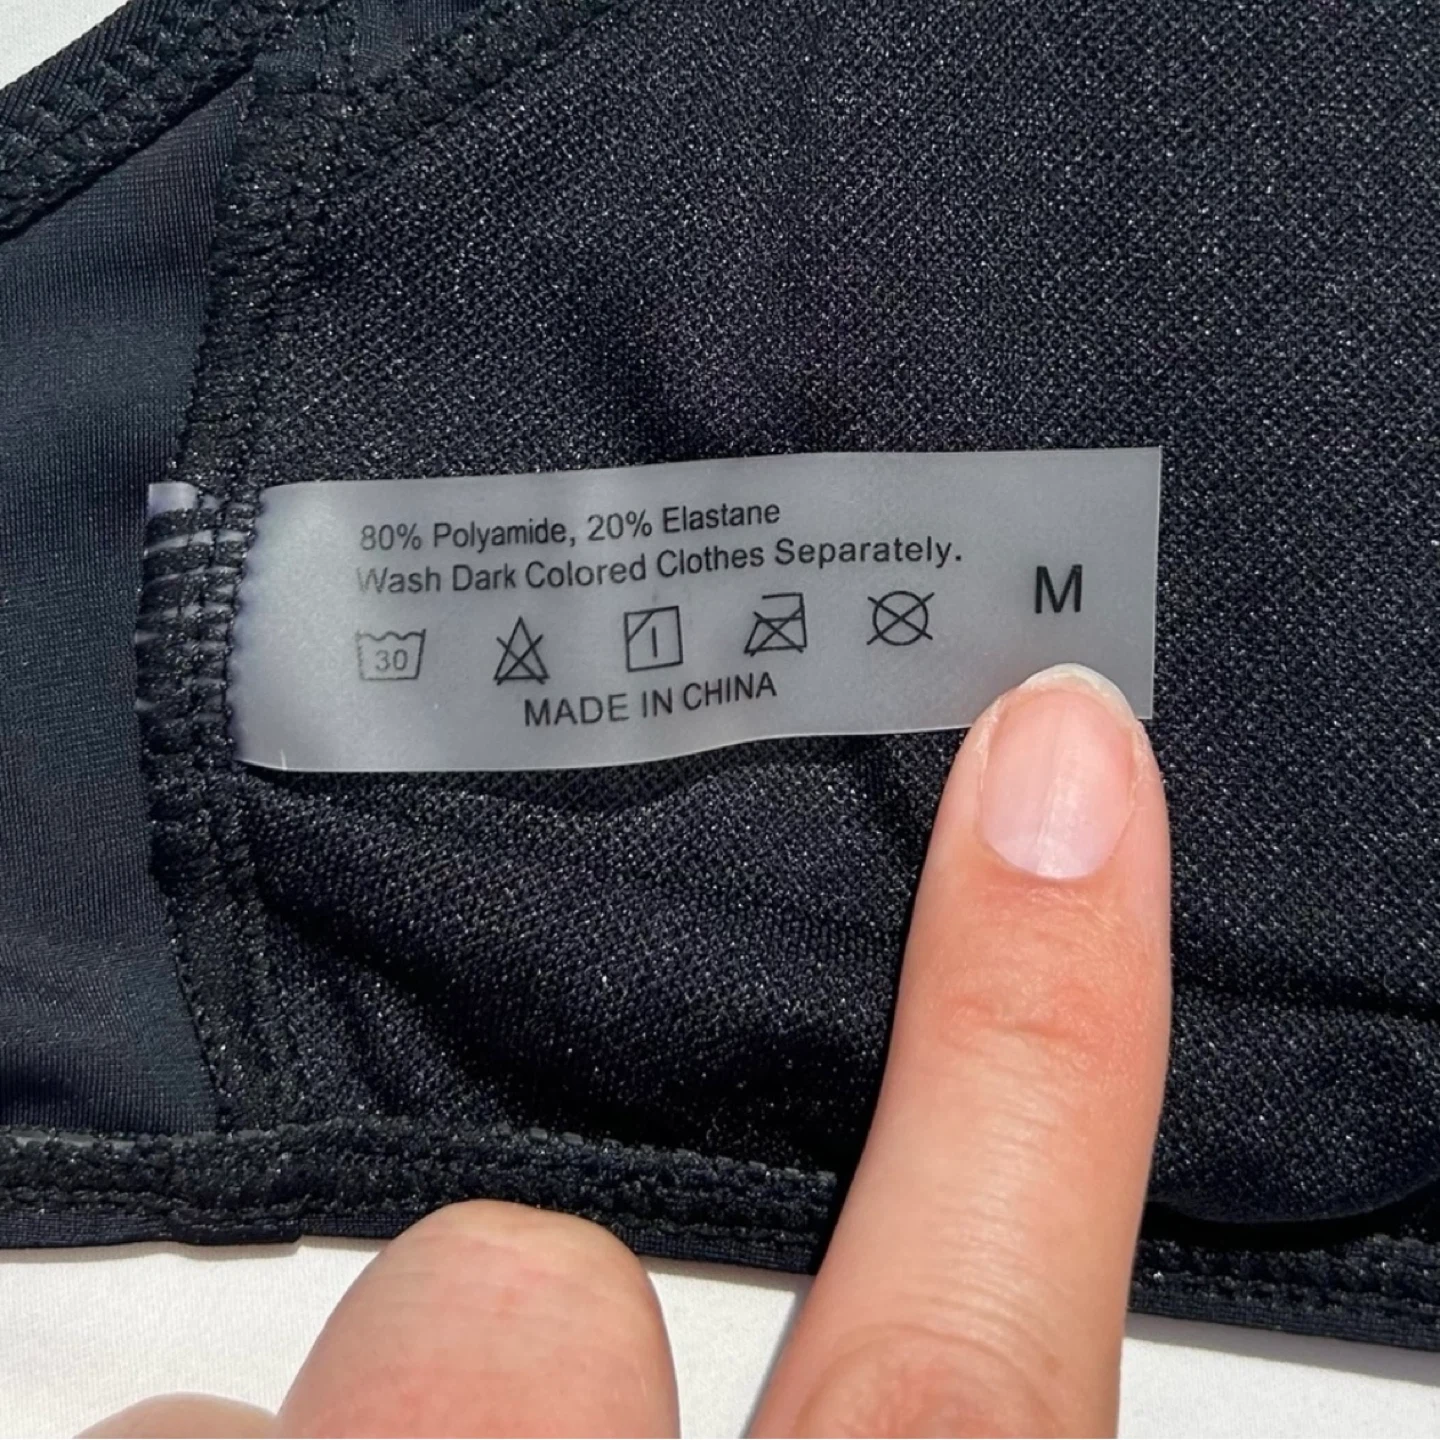 80% Polyamide, 20% Elastane
Wash Dark Colored Clothes Separately.
M
30
MADE IN CHINA